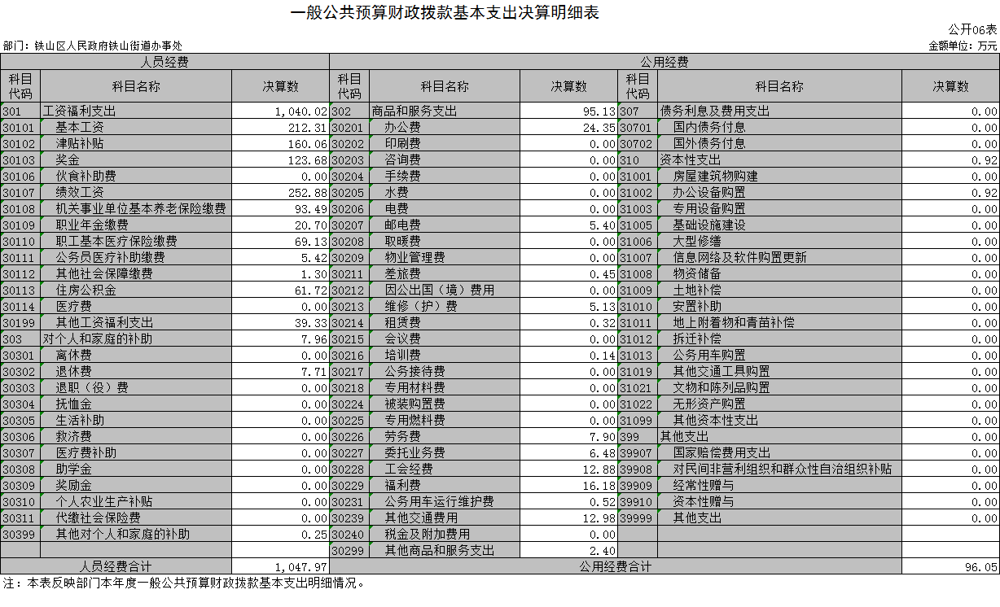 一般公共预算财政拨款基本支出决算明细表
公开06表
部门：铁山区人民政府铁山街道办事处 金额单位：万元
人员经费 公用经费
科目代码 科目名称 决算数 科目代码 科目名称 决算数 科目代码 科目名称 决算数
301 工资福利支出 1,040.02 302 商品和服务支出 95.13 307 债务利息及费用支出 0.00
30101 基本工资 212.31 30201 办公费 24.35 30701 国内债务付息 0.00
30102 津贴补贴 160.06 30202 印刷费 0.00 30702 国外债务付息 0.00
30103 奖金 123.68 30203 咨询费 0.00 310 资本性支出 0.92
30106 伙食补助费 0.00 30204 手续费 0.00 31001 房屋建筑物购建 0.00
30107 绩效工资 252.88 30205 水费 0.00 31002 办公设备购置 0.92
30108 机关事业单位基本养老保险缴费 93.49 30206 电费 0.00 31003 专用设备购置 0.00
30109 职业年金缴费 20.70 30207 邮电费 5.40 31005 基础设施建设 0.00
30110 职工基本医疗保险缴费 69.13 30208 取暖费 0.00 31006 大型修缮 0.00
30111 公务员医疗补助缴费 5.42 30209 物业管理费 0.00 31007 信息网络及软件购置更新 0.00
30112 其他社会保障缴费 1.30 30211 差旅费 0.45 31008 物资储备 0.00
30113 住房公积金 61.72 30212 因公出国（境）费用 0.00 31009 土地补偿 0.00
30114 医疗费 0.00 30213 维修（护）费 5.13 31010 安置补助 0.00
30199 其他工资福利支出 39.33 30214 租赁费 0.32 31011 地上附着物和青苗补偿 0.00
303 对个人和家庭的补助 7.96 30215 会议费 0.00 31012 拆迁补偿 0.00
30301 离休费 0.00 30216 培训费 0.14 31013 公务用车购置 0.00
30302 退休费 7.71 30217 公务接待费 0.00 31019 其他交通工具购置 0.00
30303 退职（役）费 0.00 30218 专用材料费 0.00 31021 文物和陈列品购置 0.00
30304 抚恤金 0.00 30224 被装购置费 0.00 31022 无形资产购置 0.00
30305 生活补助 0.00 30225 专用燃料费 0.00 31099 其他资本性支出 0.00
30306 救济费 0.00 30226 劳务费 7.90 399 其他支出 0.00
30307 医疗费补助 0.00 30227 委托业务费 6.48 39907 国家赔偿费用支出 0.00
30308 助学金 0.00 30228 工会经费 12.88 39908 对民间非营利组织和群众性自治组织补贴 0.00
30309 奖励金 0.00 30229 福利费 16.18 39909 经常性赠与 0.00
30310 个人农业生产补贴 0.00 30231 公务用车运行维护费 0.52 39910 资本性赠与 0.00
30311 代缴社会保险费 0.00 30239 其他交通费用 12.98 39999 其他支出 0.00
30399 其他对个人和家庭的补助 0.25 30240 税金及附加费用 0.00
30299 其他商品和服务支出 2.40
人员经费合计 1,047.97 公用经费合计 96.05
注：本表反映部门本年度一般公共预算财政拨款基本支出明细情况。